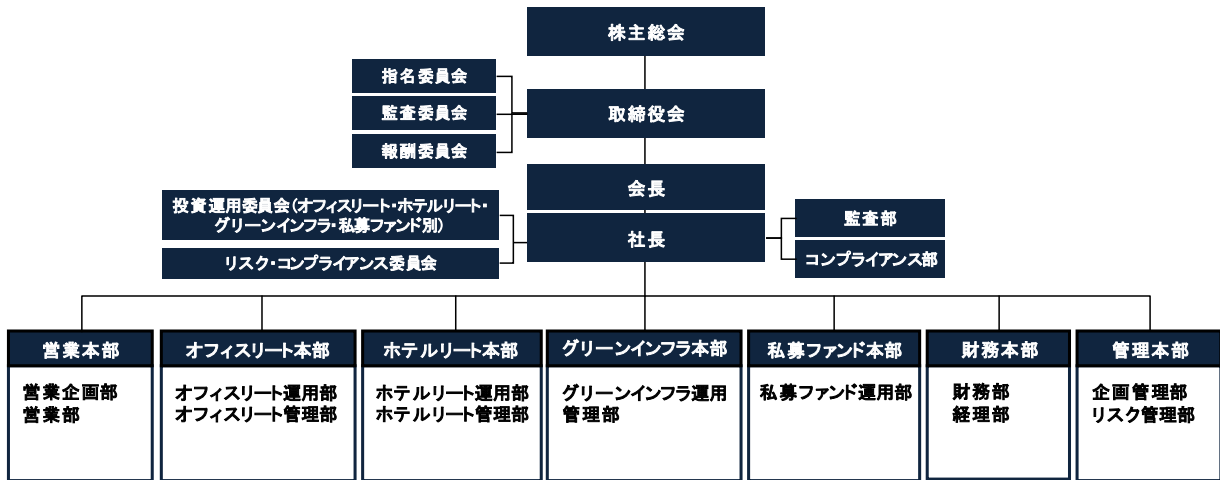 株主総会
指名委員会
監査委員会
報酬委員会
取締役会
会長
投資運用委員会(オフィスリート・ホテルリート・
グリーンインフラ・私募ファンド別)
リスク・コンプライアンス委員会
社長
監査部
コンプライアンス部
営業本部
営業企画部
営業部
オフィスリート本部
オフィスリート運用部
オフィスリート管理部
ホテルリート本部
ホテルリート運用部
ホテルリート管理部
グリーンインフラ本部
グリーンインフラ運用
管理部
私募ファンド本部
私募ファンド運用部
財務本部
財務部
経理部
管理本部
企画管理部
リスク管理部